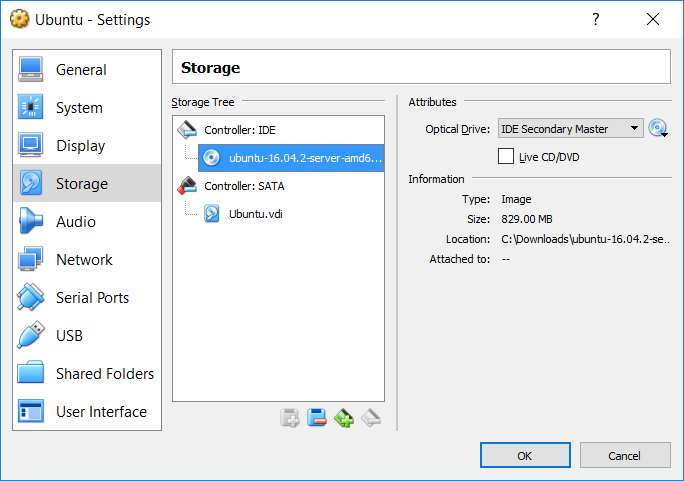 Ubuntu - Settings
?
General
System
Display
Storage
Audio
Network
Serial Ports
USB
Shared Folders
User Interface
Storage
Storage Tree
Controller: IDE
ubuntu-16.04.2-server-amd6...
Controller: SATA
Ubuntu.vdi
Attributes
Optical Drive: IDE Secondary Master
Live CD/DVD
Information
Type: Image
Size: 829.00 MB
Location: C:\Downloads\ubuntu-16.04.2-se..
Attached to: --
OK Cancel